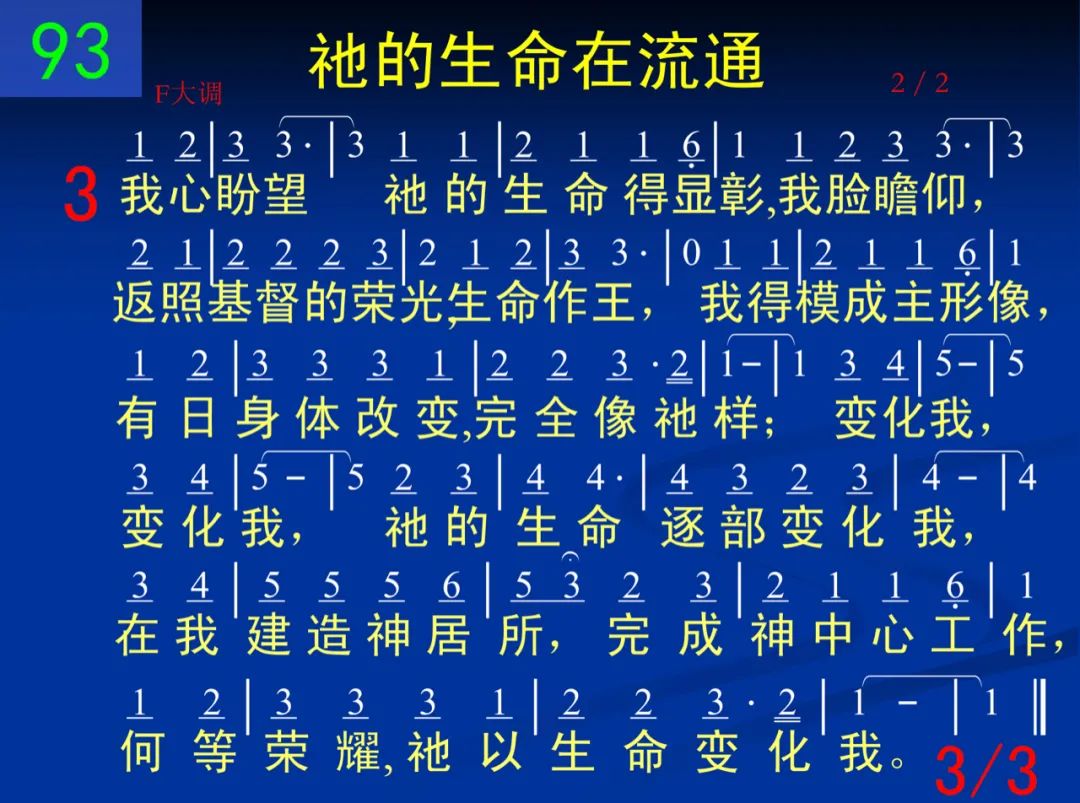 93
祂的生命在流通
F大调
2/2
1 2|3 3·|3 1 1|2 1 1 6|1 1 2 3 3·|3
3 我心盼望 祂的生命得显彰,我脸瞻仰，
2 1|2 2 2 3|2 1 2|3 3·|0 1 1|2 1 1 6|1
返照基督的荣光,生命作王， 我得模成主形像，
1 2|3 3 3 1|2 2 3·2|1-|1 3 4|5-|5
有日身体改变,完全像祂样； 变化我，
3 4|5 -|5 2 3|4 4·|4 3 2 3|4 -|4
变化我， 祂的生命 逐部变化我，
3 4|5 5 5 6|5 3 2 3|2 1 1 6|1
在我建造神居所，完成神中心工作，
1 2|3 3 3 1|2 2 3·2|1 -|1‖
何等荣耀,祂以生命变化我。
3/3